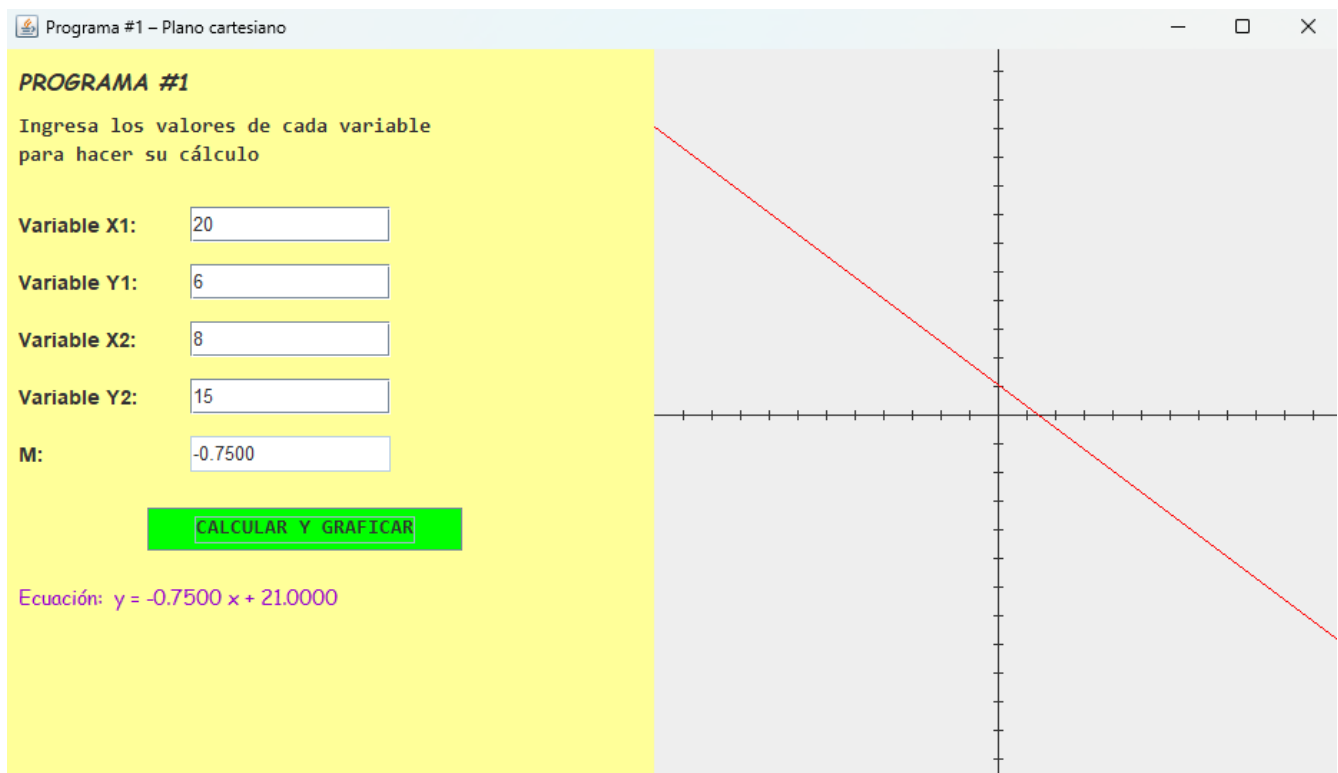 Programa #1 – Plano cartesiano
PROGRAMA #1
Ingresa los valores de cada variable
para hacer su cálculo
Variable X1: 20
Variable Y1: 6
Variable X2: 8
Variable Y2: 15
M: -0.7500
CALCULAR Y GRAFICAR
Ecuación: y = -0.7500 x + 21.0000